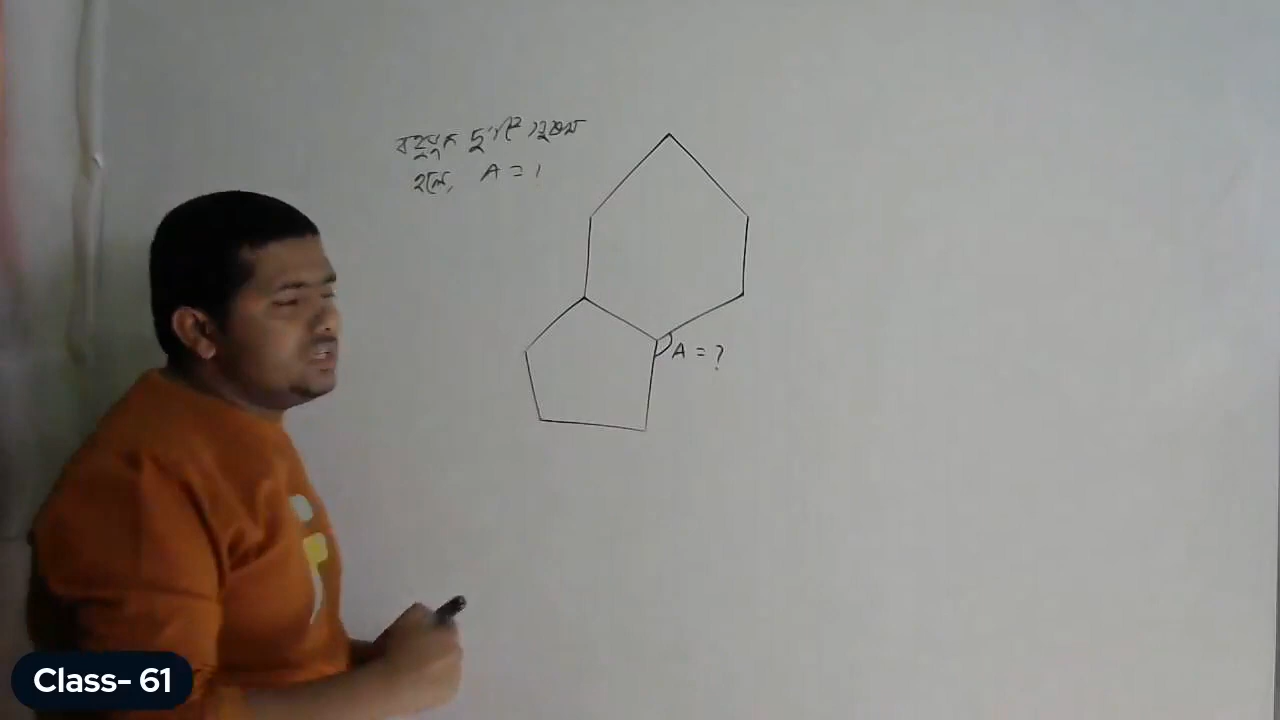 বহুভুজ দুটি সুষম
হলে, A = ?
A = ?
Class- 61